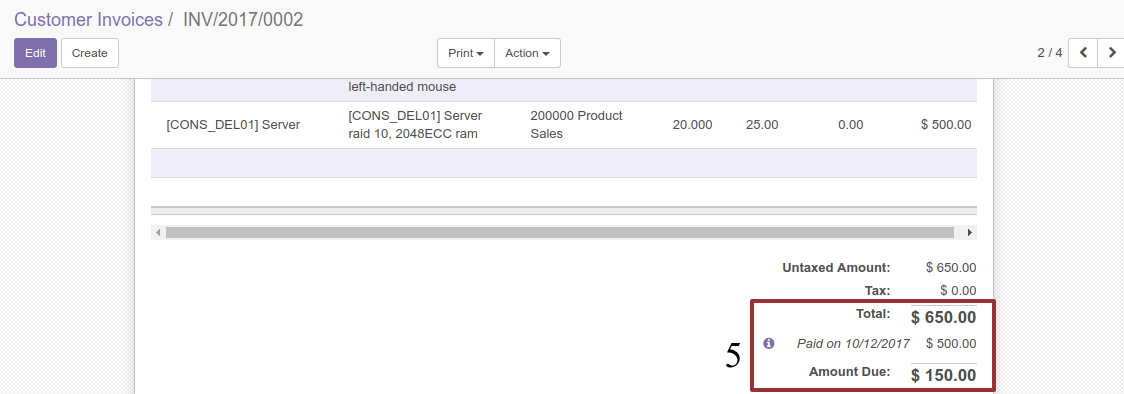 Customer Invoices / INV/2017/0002
Edit Create Print Action 2 / 4
left-handed mouse
[CONS_DEL01] Server [CONS_DEL01] Server 200000 Product 20.000 25.00 0.00 $ 500.00
raid 10, 2048ECC ram Sales
Untaxed Amount: $ 650.00
Tax: $ 0.00
Total: $ 650.00
Paid on 10/12/2017 $ 500.00
5
Amount Due: $ 150.00